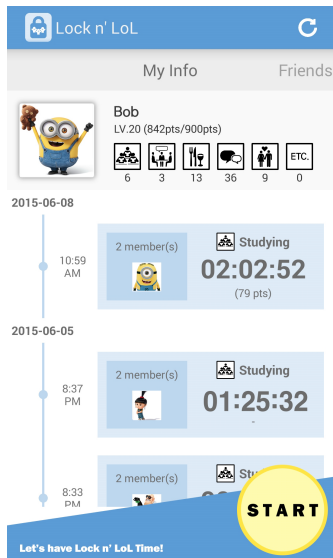 Lock n' LoL
My Info
Friends
Bob
LV.20 (842pts/900pts)
ETC.
6 3 13 36 9 0
2015-06-08
10:59 AM
2 member(s)
Studying
02:02:52
(79 pts)
2015-06-05
8:37 PM
2 member(s)
Studying
01:25:32
-
8:33 PM
2 member(s)
START
Let's have Lock n' LoL Time!